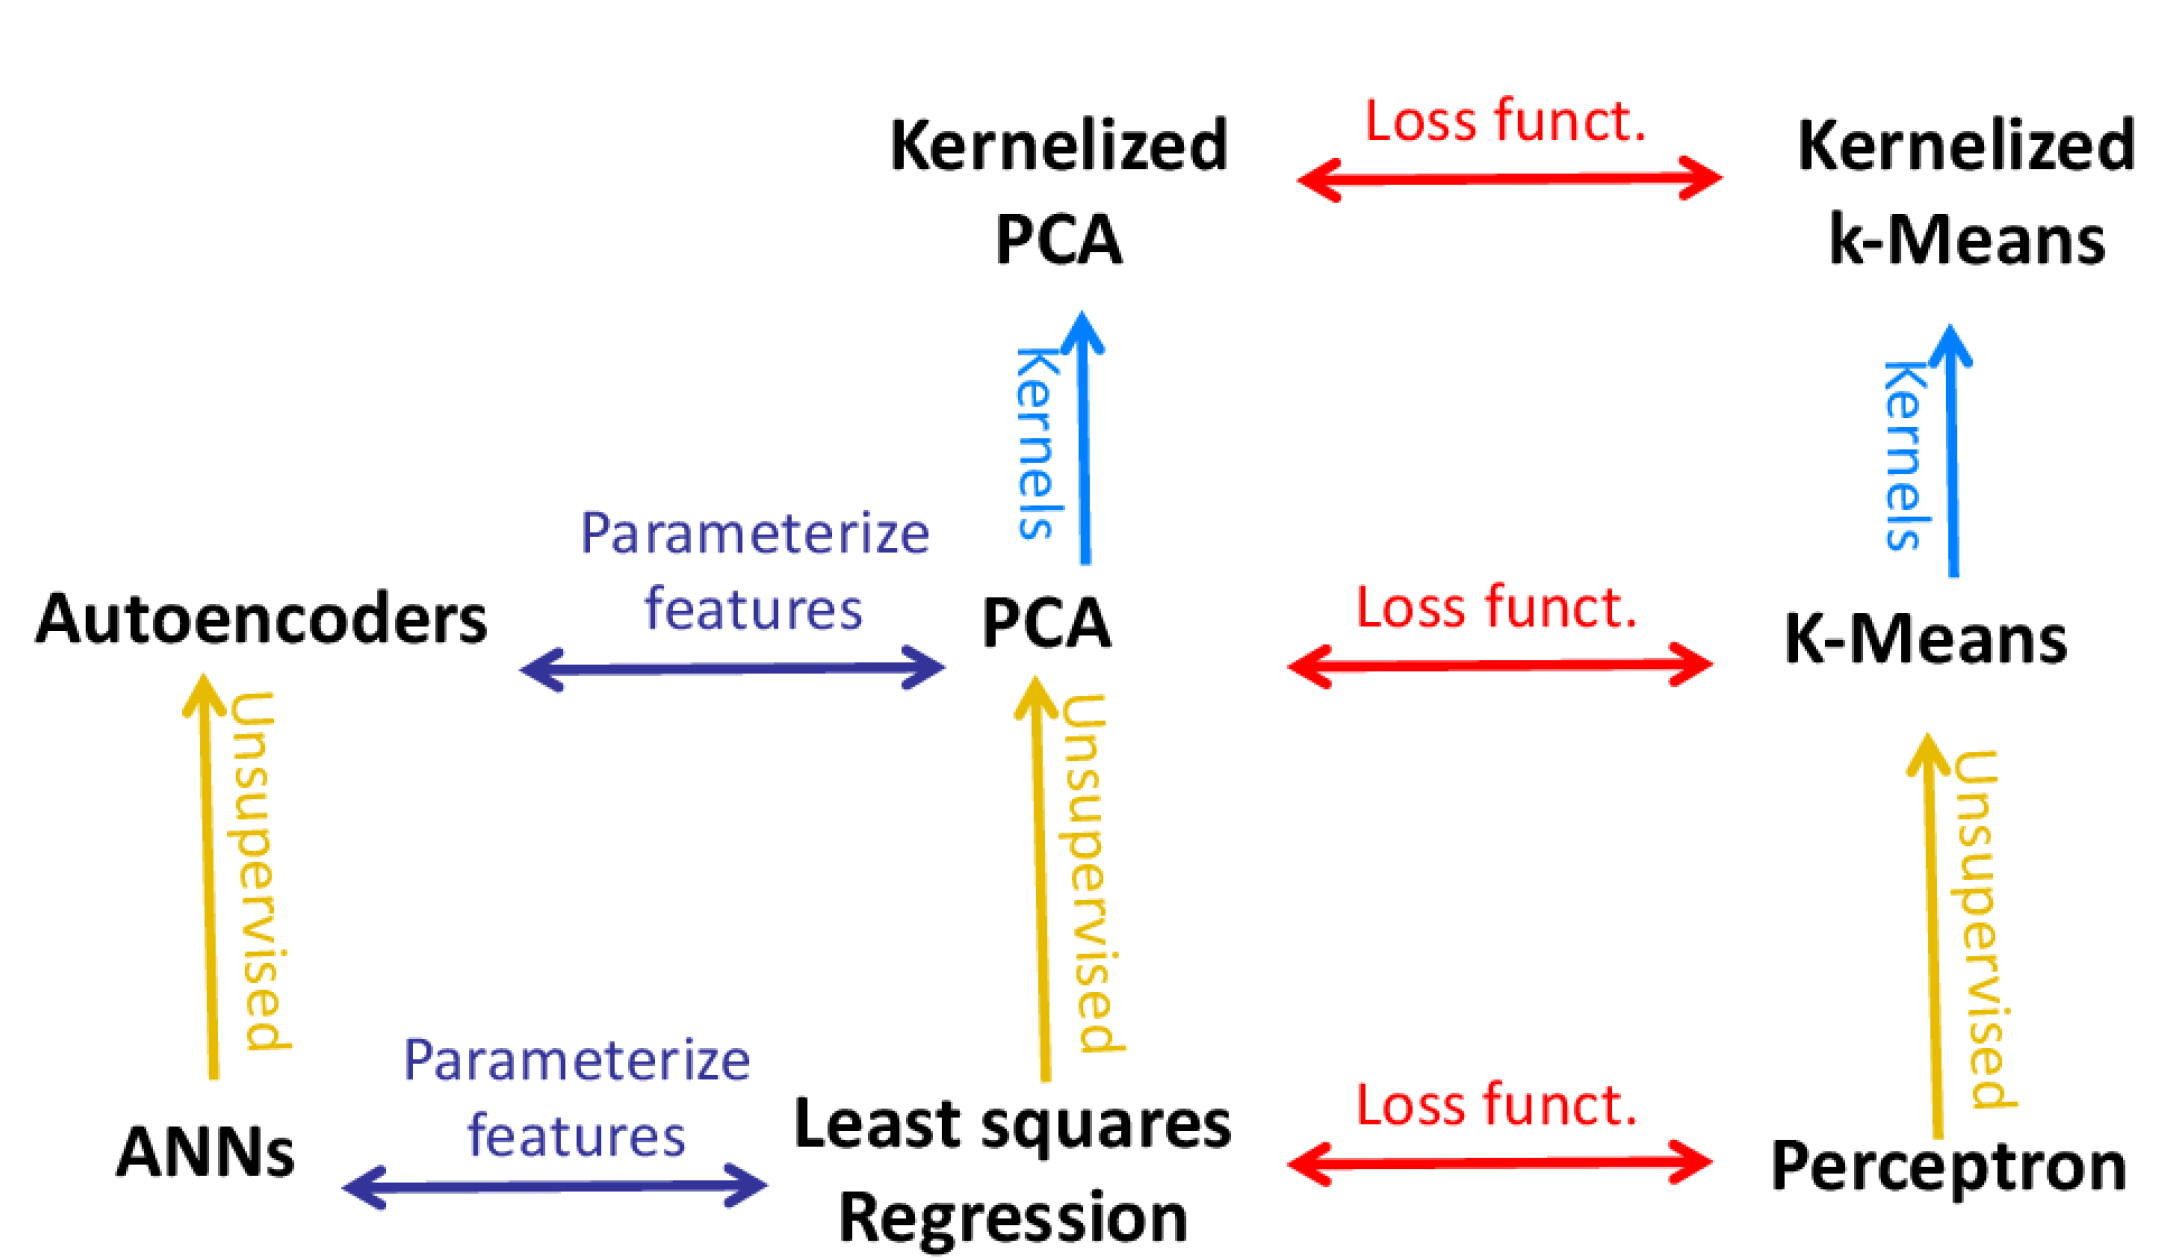 Loss funct.
Kernelized
PCA
Kernelized
k-Means
Kernels
Kernels
Parameterize
features
Autoencoders
PCA
Loss funct.
K-Means
Unsupervised
Unsupervised
Unsupervised
Parameterize
features
ANNs
Least squares
Regression
Loss funct.
Perceptron